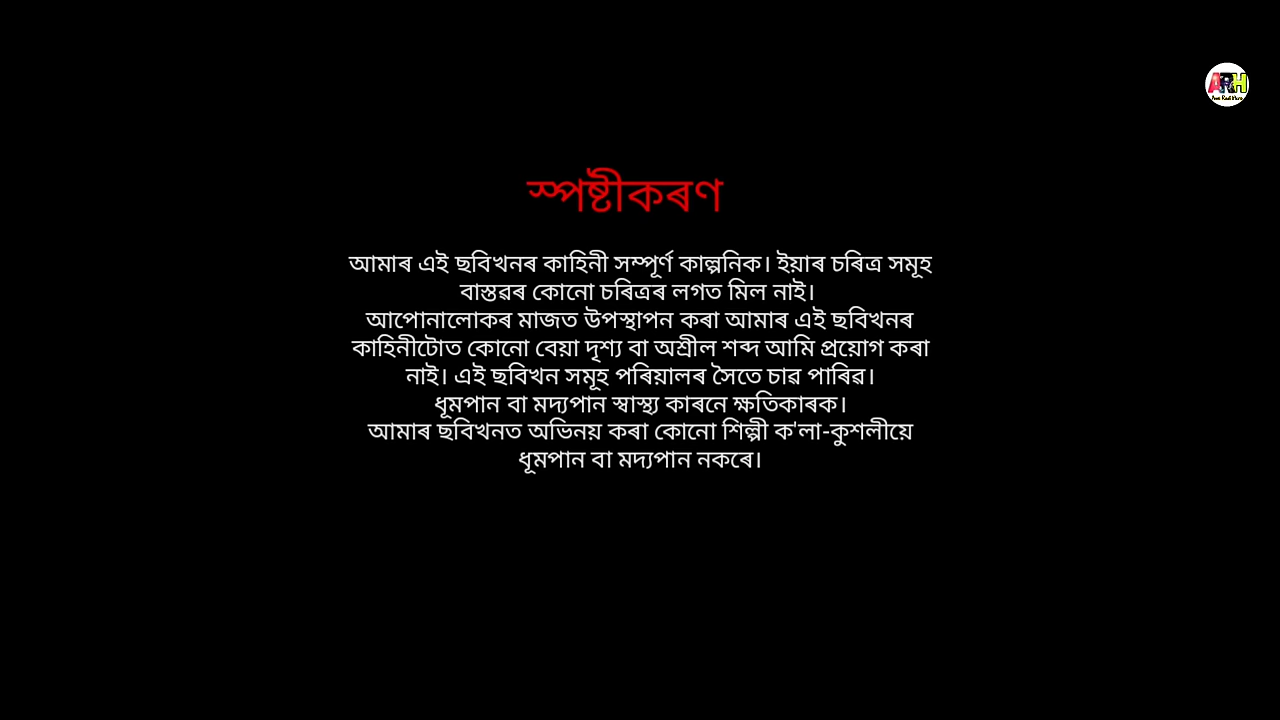 ARH
স্পষ্টীকৰণ
আমাৰ এই ছবিখনৰ কাহিনী সম্পূৰ্ণ কাল্পনিক। ইয়াৰ চৰিত্ৰ সমূহ
বাস্তৱৰ কোনো চৰিত্ৰৰ লগত মিল নাই।
আপোনালোকৰ মাজত উপস্থাপন কৰা আমাৰ এই ছবিখনৰ
কাহিনীটোত কোনো বেয়া দৃশ্য বা অশ্ৰীল শব্দ আমি প্ৰয়োগ কৰা
নাই। এই ছবিখন সমূহ পৰিয়ালৰ সৈতে চাৱ পাৰিৱ।
ধূমপান বা মদ্যপান স্বাস্থ্য কাৰনে ক্ষতিকাৰক।
আমাৰ ছবিখনত অভিনয় কৰা কোনো শিল্পী ক'লা-কুশলীয়ে
ধূমপান বা মদ্যপান নকৰে।